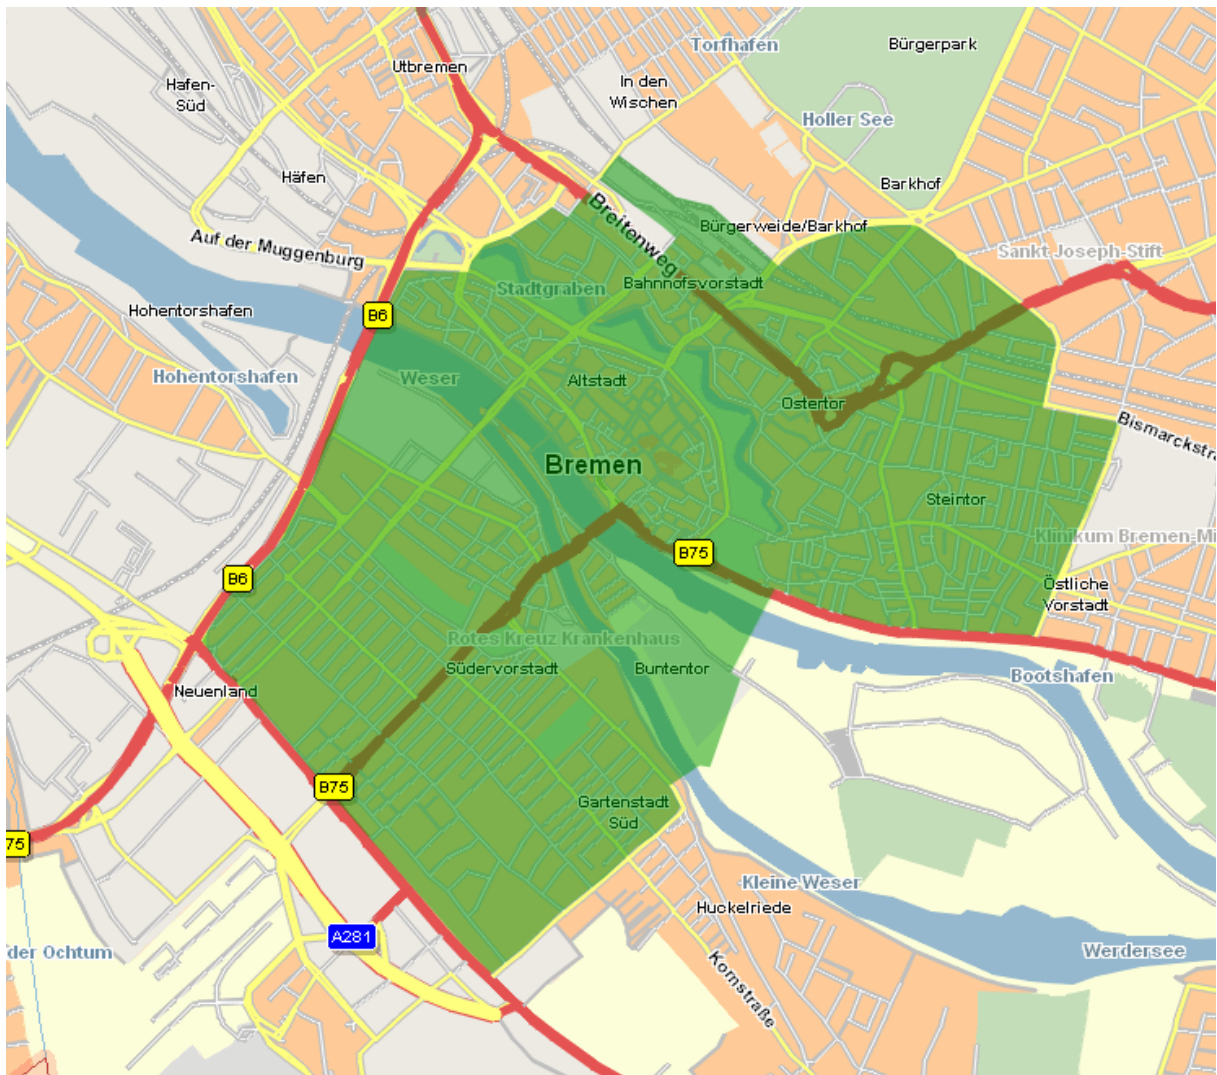 Torfhafen
Bürgerpark
Utbremen
Hafen-
Süd
In den
Wischen
Holler See
Häfen
Barkhof
Breitenweg
Bürgerweide/Barkhof
Auf der Muggenburg
Sankt Joseph-Stift
Bahnhofsvorstadt
Stadtgraben
Hohentorshafen
B6
Hohentorshafen
Weser
Altstadt
Ostertor
Bismarckstra
Bremen
Steintor
Klinikum Bremen-Mi
B75
B6
Östliche
Vorstadt
Rotes Kreuz Krankenhaus
Südervorstadt
Buntentor
Bootshafen
Neuenland
B75
Gartenstadt
Süd
75
Kleine Weser
Huckelriede
A281
der Ochtum
Werdersee
Kornstraße